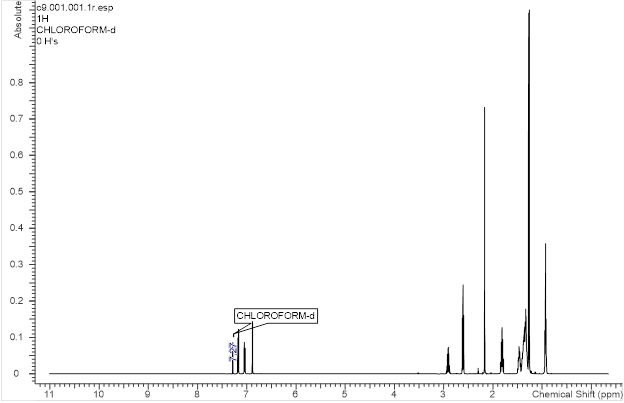 c9.001.001.1r.esp
1H
CHLOROFORM-d
0 H's
Absolute
0.8
0.7
0.6
0.5
0.4
0.3
0.2
0.1
0
CHLOROFORM-d
11 10 9 8 7 6 5 4 3 2 1 Chemical Shift (ppm)